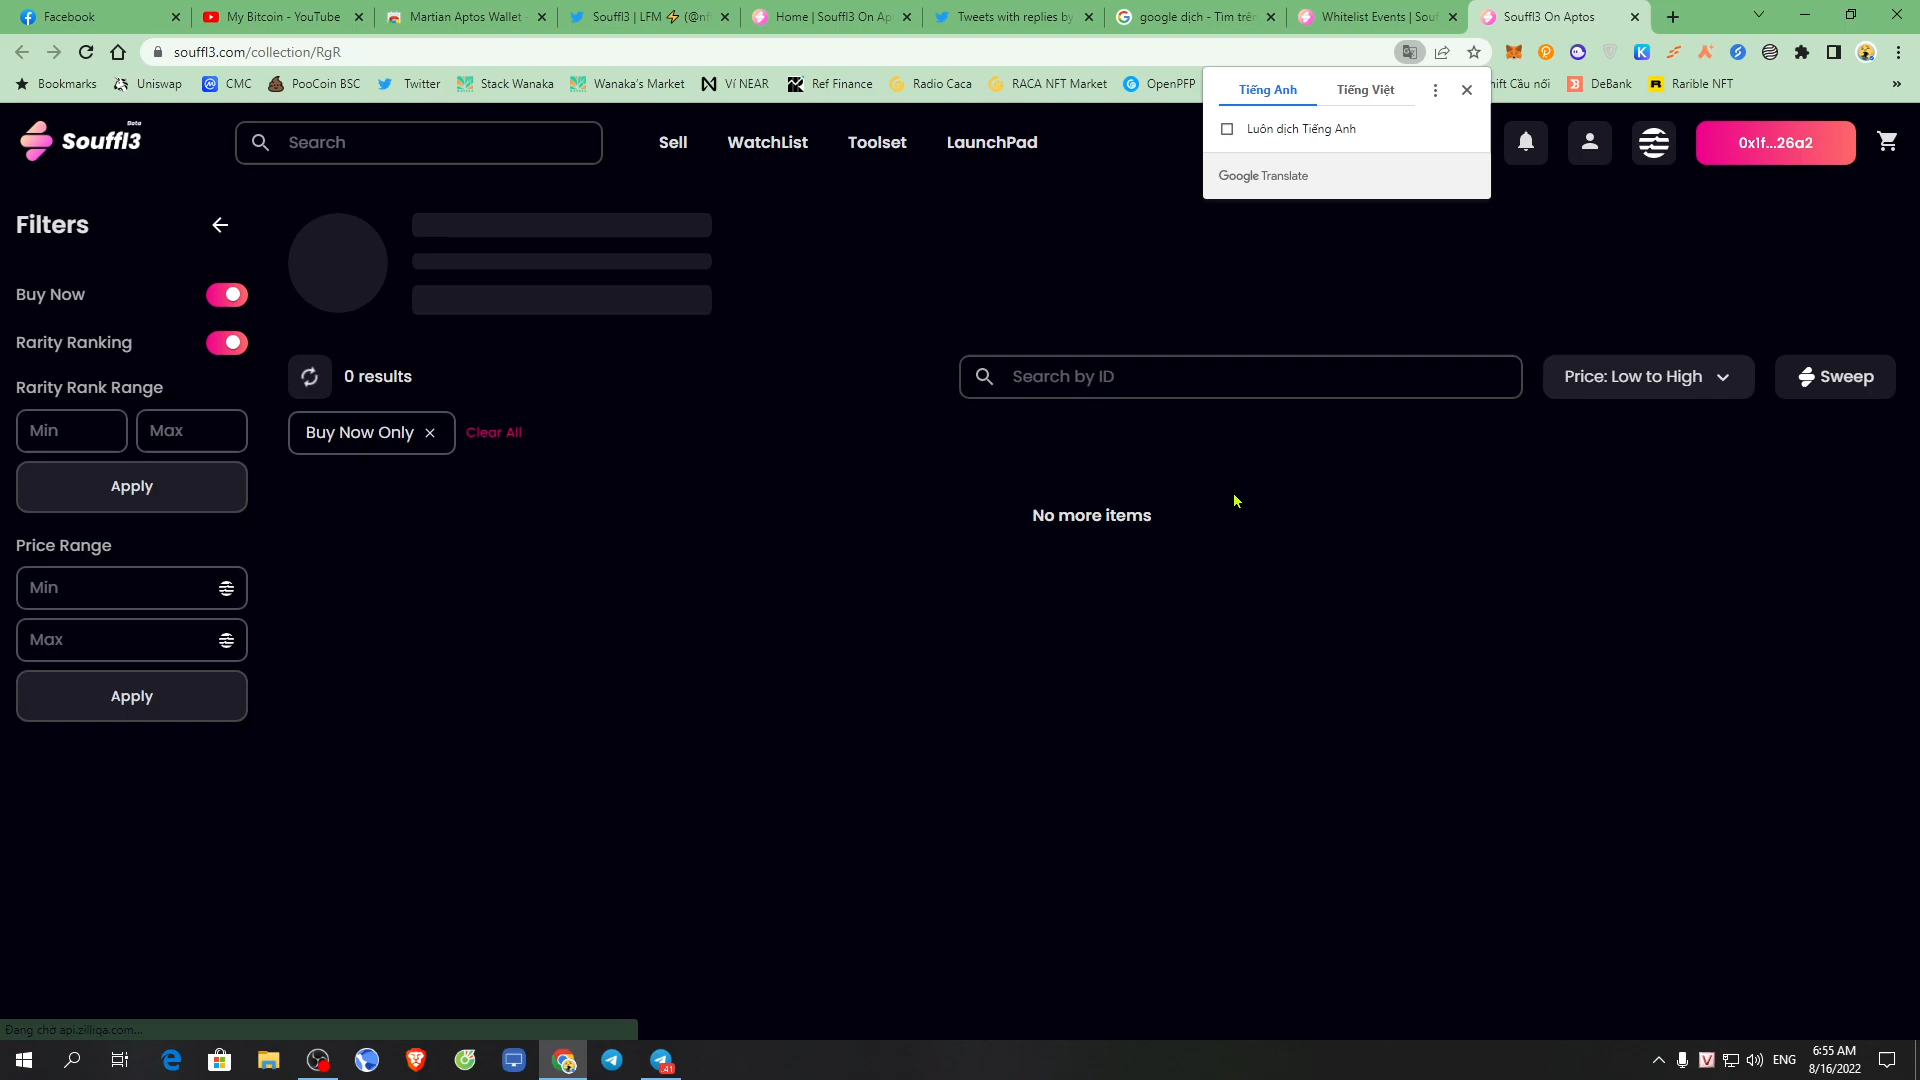 Facebook
My Bitcoin - YouTube
Martian Aptos Wallet -
Souffl3 | LFM ⚡ (@nf
Home | Souffl3 On Ap
Tweets with replies by
google dịch - Tìm trên
Whitelist Events | Souf
Souffl3 On Aptos
souffl3.com/collection/RgR
Bookmarks
Uniswap
CMC
PooCoin BSC
Twitter
Stack Wanaka
Wanaka's Market
Ví NEAR
Ref Finance
Radio Caca
RACA NFT Market
OpenPFP
hift Cầu nối
DeBank
Rarible NFT
»
Tiếng Anh
Tiếng Việt
Luôn dịch Tiếng Anh
Google Translate
Souffl3
Beta
Search
Sell
WatchList
Toolset
LaunchPad
0x1f...26a2
Filters
Buy Now
Rarity Ranking
Rarity Rank Range
Min
Max
Apply
Price Range
Min
Max
Apply
0 results
Search by ID
Price: Low to High
Sweep
Buy Now Only ×
Clear All
No more items
Đang chờ api.zilliqa.com...
41
ENG
6:55 AM
8/16/2022